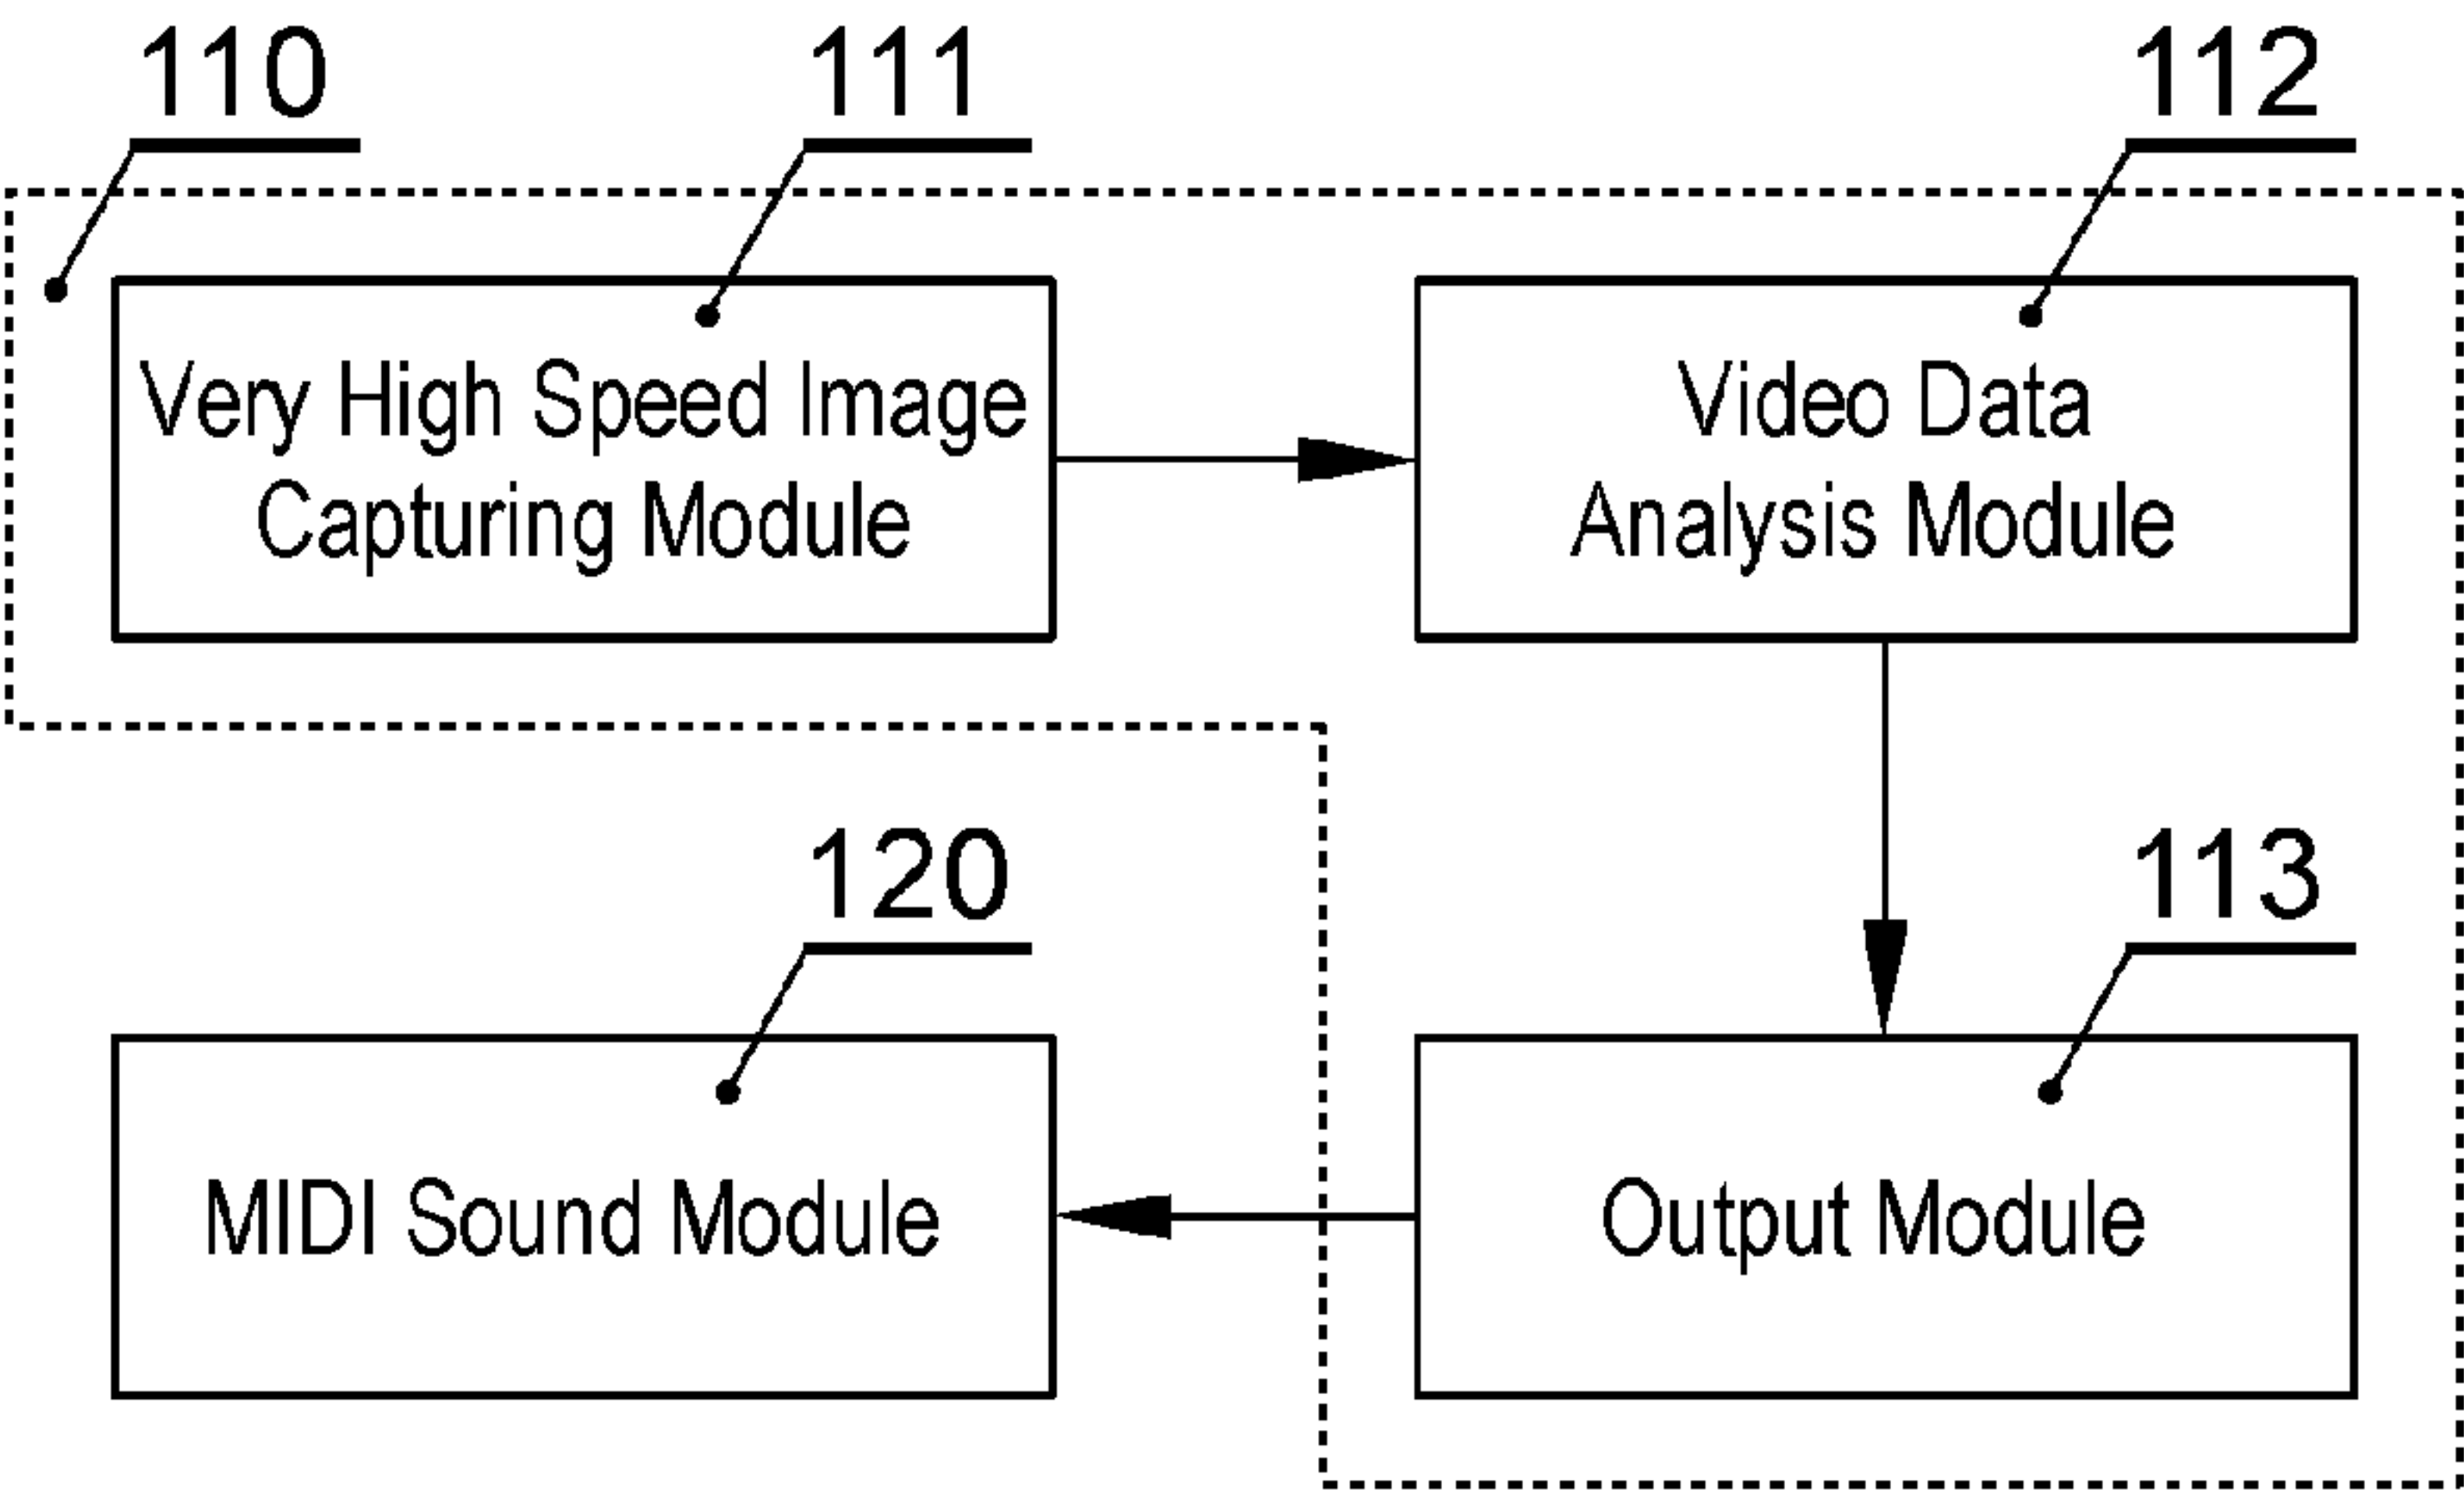 110
111
112
Very High Speed Image
Capturing Module
Video Data
Analysis Module
120
113
MIDI Sound Module
Output Module